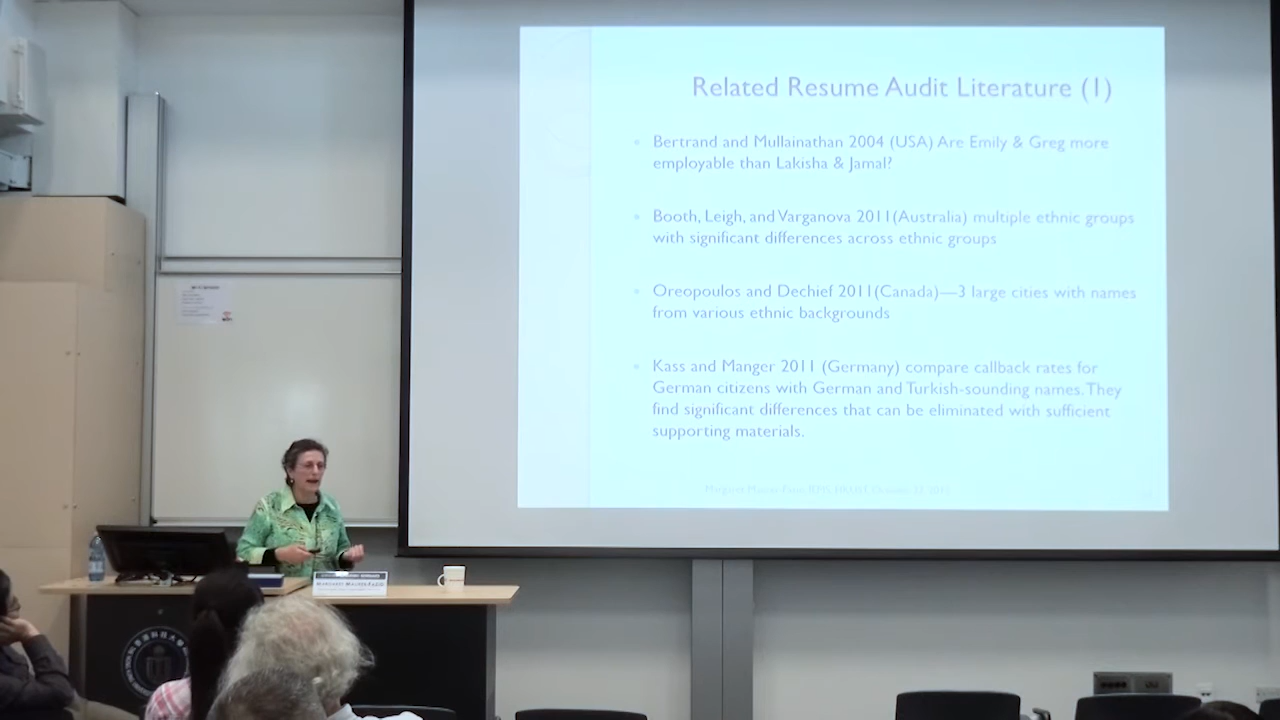 Related Resume Audit Literature (1)
Bertrand and Mullainathan 2004 (USA) Are Emily & Greg more
employable than Lakisha & Jamal?
Booth, Leigh, and Varganova 2011(Australia) multiple ethnic groups
with significant differences across ethnic groups
Oreopoulos and Dechief 2011(Canada)—3 large cities with names
from various ethnic backgrounds
Kass and Manger 2011 (Germany) compare callback rates for
German citizens with German and Turkish-sounding names. They
find significant differences that can be eliminated with sufficient
supporting materials.